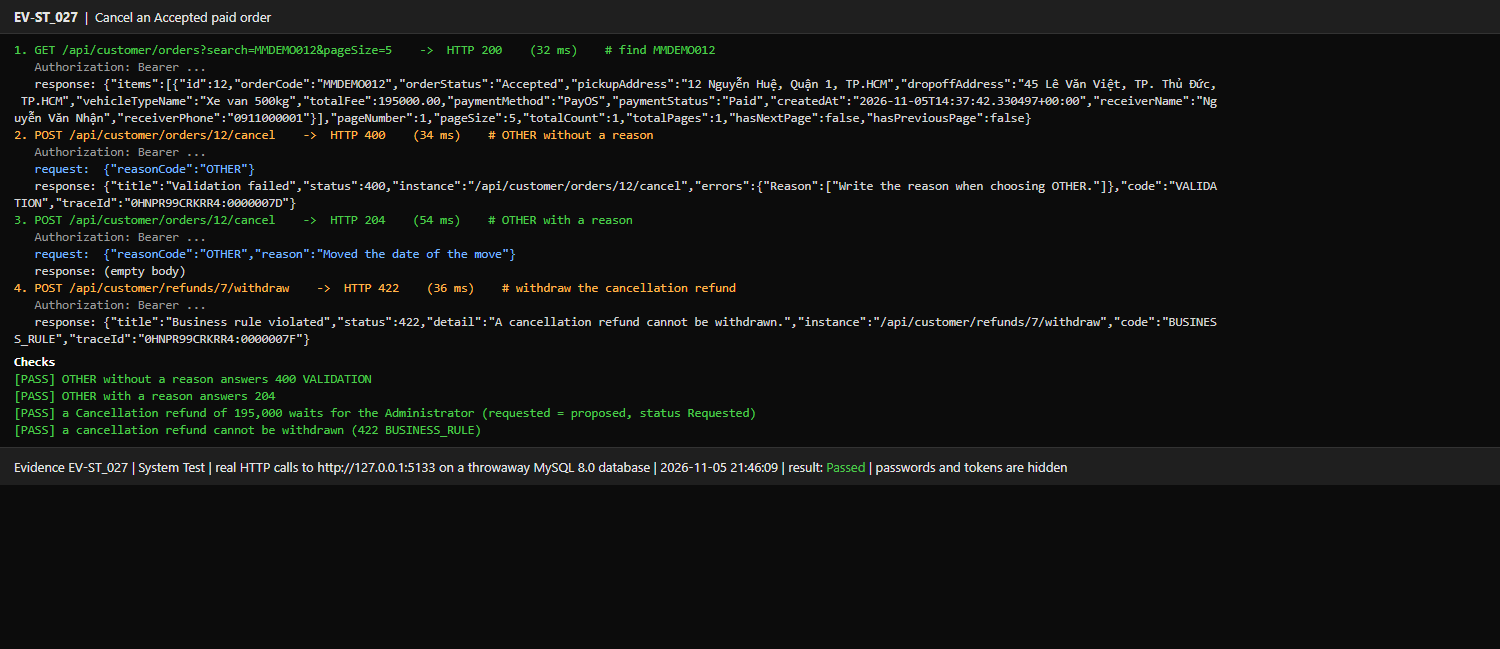 EV-ST_027 | Cancel an Accepted paid order
1. GET /api/customer/orders?search=MMDEMO012&pageSize=5 -> HTTP 200 (32 ms) # find MMDEMO012
Authorization: Bearer ...
response: {"items":[{"id":12,"orderCode":"MMDEMO012","orderStatus":"Accepted","pickupAddress":"12 Nguyễn Huệ, Quận 1, TP.HCM","dropoffAddress":"45 Lê Văn Việt, TP. Thủ Đức,
TP.HCM","vehicleTypeName":"Xe van 500kg","totalFee":195000.00,"paymentMethod":"PayOS","paymentStatus":"Paid","createdAt":"2026-11-05T14:37:42.330497+00:00","receiverName":"Ng
uyễn Văn Nhận","receiverPhone":"0911000001"}],"pageNumber":1,"pageSize":5,"totalCount":1,"totalPages":1,"hasNextPage":false,"hasPreviousPage":false}
2. POST /api/customer/orders/12/cancel -> HTTP 400 (34 ms) # OTHER without a reason
Authorization: Bearer ...
request: {"reasonCode":"OTHER"}
response: {"title":"Validation failed","status":400,"instance":"/api/customer/orders/12/cancel","errors":{"Reason":["Write the reason when choosing OTHER."]},"code":"VALIDA
TION","traceId":"0HNPR99CRKRR4:0000007D"}
3. POST /api/customer/orders/12/cancel -> HTTP 204 (54 ms) # OTHER with a reason
Authorization: Bearer ...
request: {"reasonCode":"OTHER","reason":"Moved the date of the move"}
response: (empty body)
4. POST /api/customer/refunds/7/withdraw -> HTTP 422 (36 ms) # withdraw the cancellation refund
Authorization: Bearer ...
response: {"title":"Business rule violated","status":422,"detail":"A cancellation refund cannot be withdrawn.","instance":"/api/customer/refunds/7/withdraw","code":"BUSINES
S_RULE","traceId":"0HNPR99CRKRR4:0000007F"}
Checks
[PASS] OTHER without a reason answers 400 VALIDATION
[PASS] OTHER with a reason answers 204
[PASS] a Cancellation refund of 195,000 waits for the Administrator (requested = proposed, status Requested)
[PASS] a cancellation refund cannot be withdrawn (422 BUSINESS_RULE)
Evidence EV-ST_027 | System Test | real HTTP calls to http://127.0.0.1:5133 on a throwaway MySQL 8.0 database | 2026-11-05 21:46:09 | result: Passed | passwords and tokens are hidden